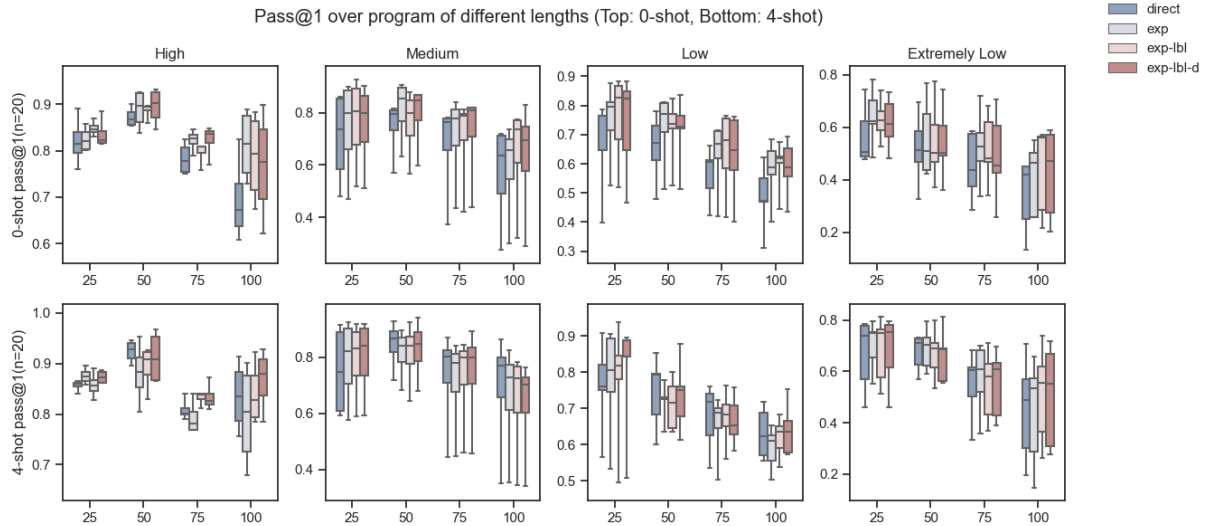 Pass@1 over program of different lengths (Top: 0-shot, Bottom: 4-shot)
direct
exp
exp-lbl
exp-lbl-d
High
Medium
Low
Extremely Low
0-shot pass@1(n=20)
0.9
0.8
0.7
0.6
25 50 75 100
0.8
0.6
0.4
25 50 75 100
0.9
0.8
0.7
0.6
0.5
0.4
0.3
25 50 75 100
0.8
0.6
0.4
0.2
25 50 75 100
4-shot pass@1(n=20)
1.0
0.9
0.8
0.7
25 50 75 100
0.8
0.6
0.4
25 50 75 100
0.9
0.8
0.7
0.6
0.5
25 50 75 100
0.8
0.6
0.4
0.2
25 50 75 100